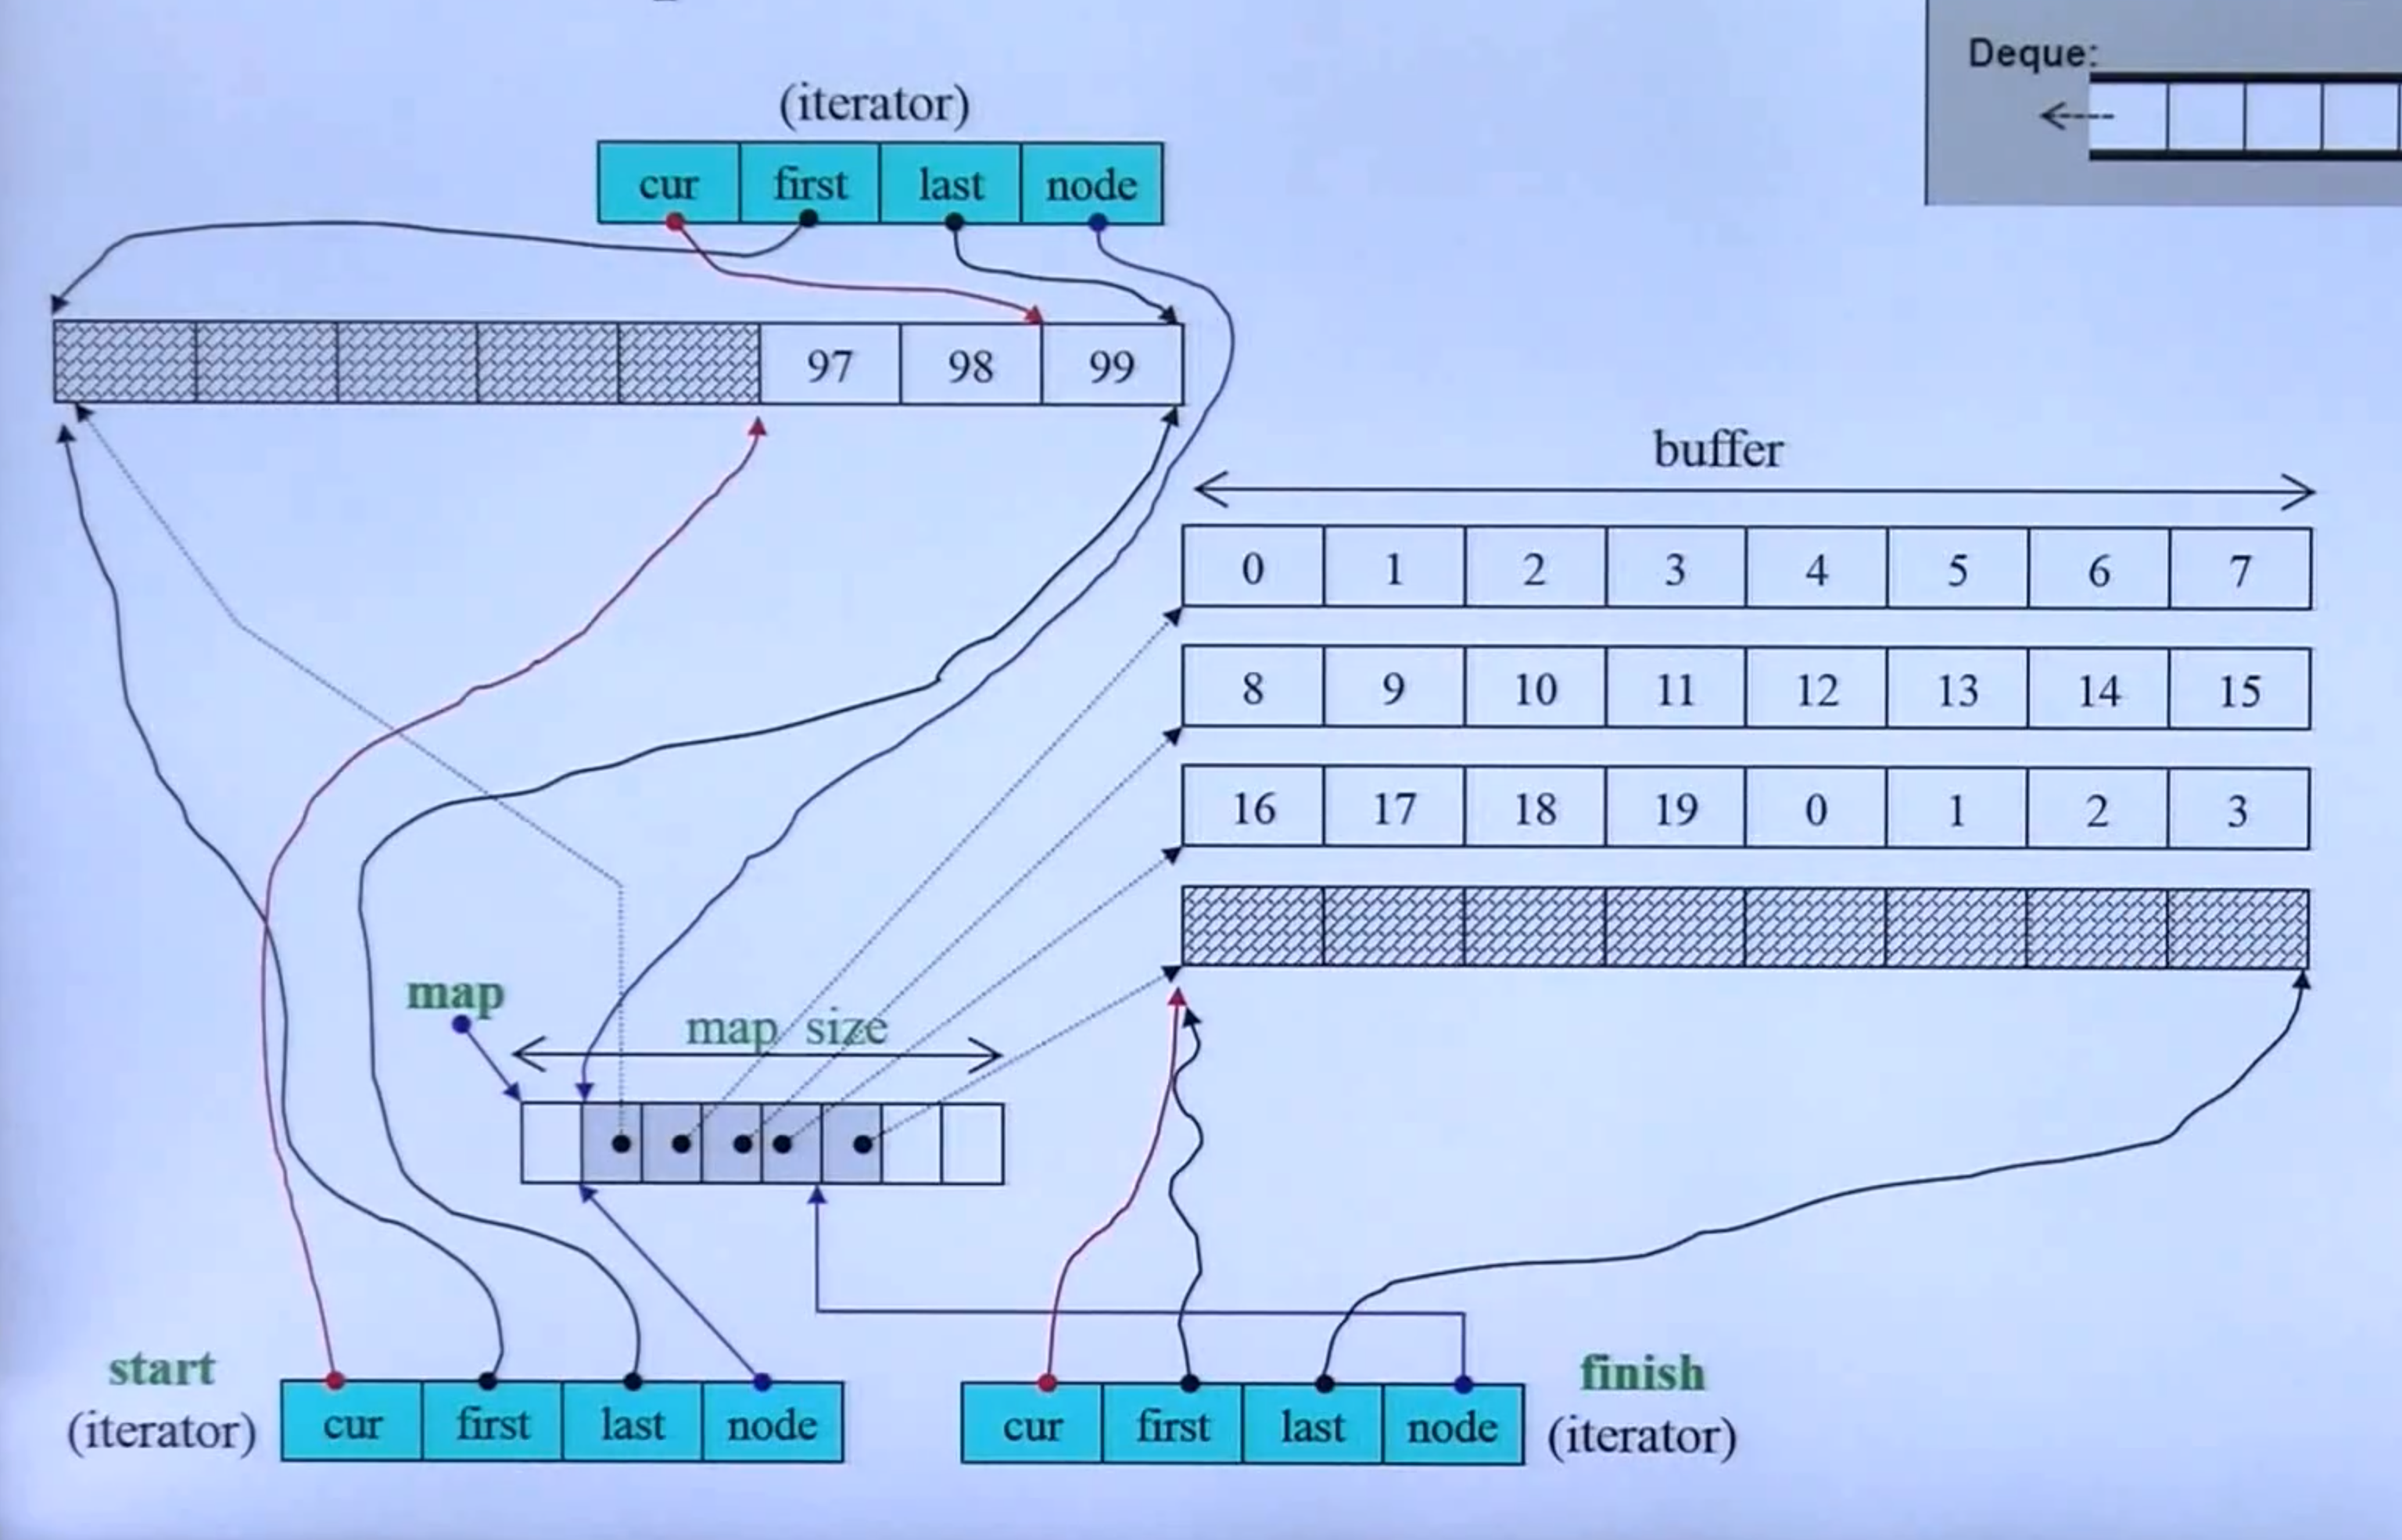 Deque:
(iterator)
cur first last node
97 98 99
buffer
0 1 2 3 4 5 6 7
8 9 10 11 12 13 14 15
16 17 18 19 0 1 2 3
map
map_size
start
(iterator)
cur first last node
cur first last node
finish
(iterator)